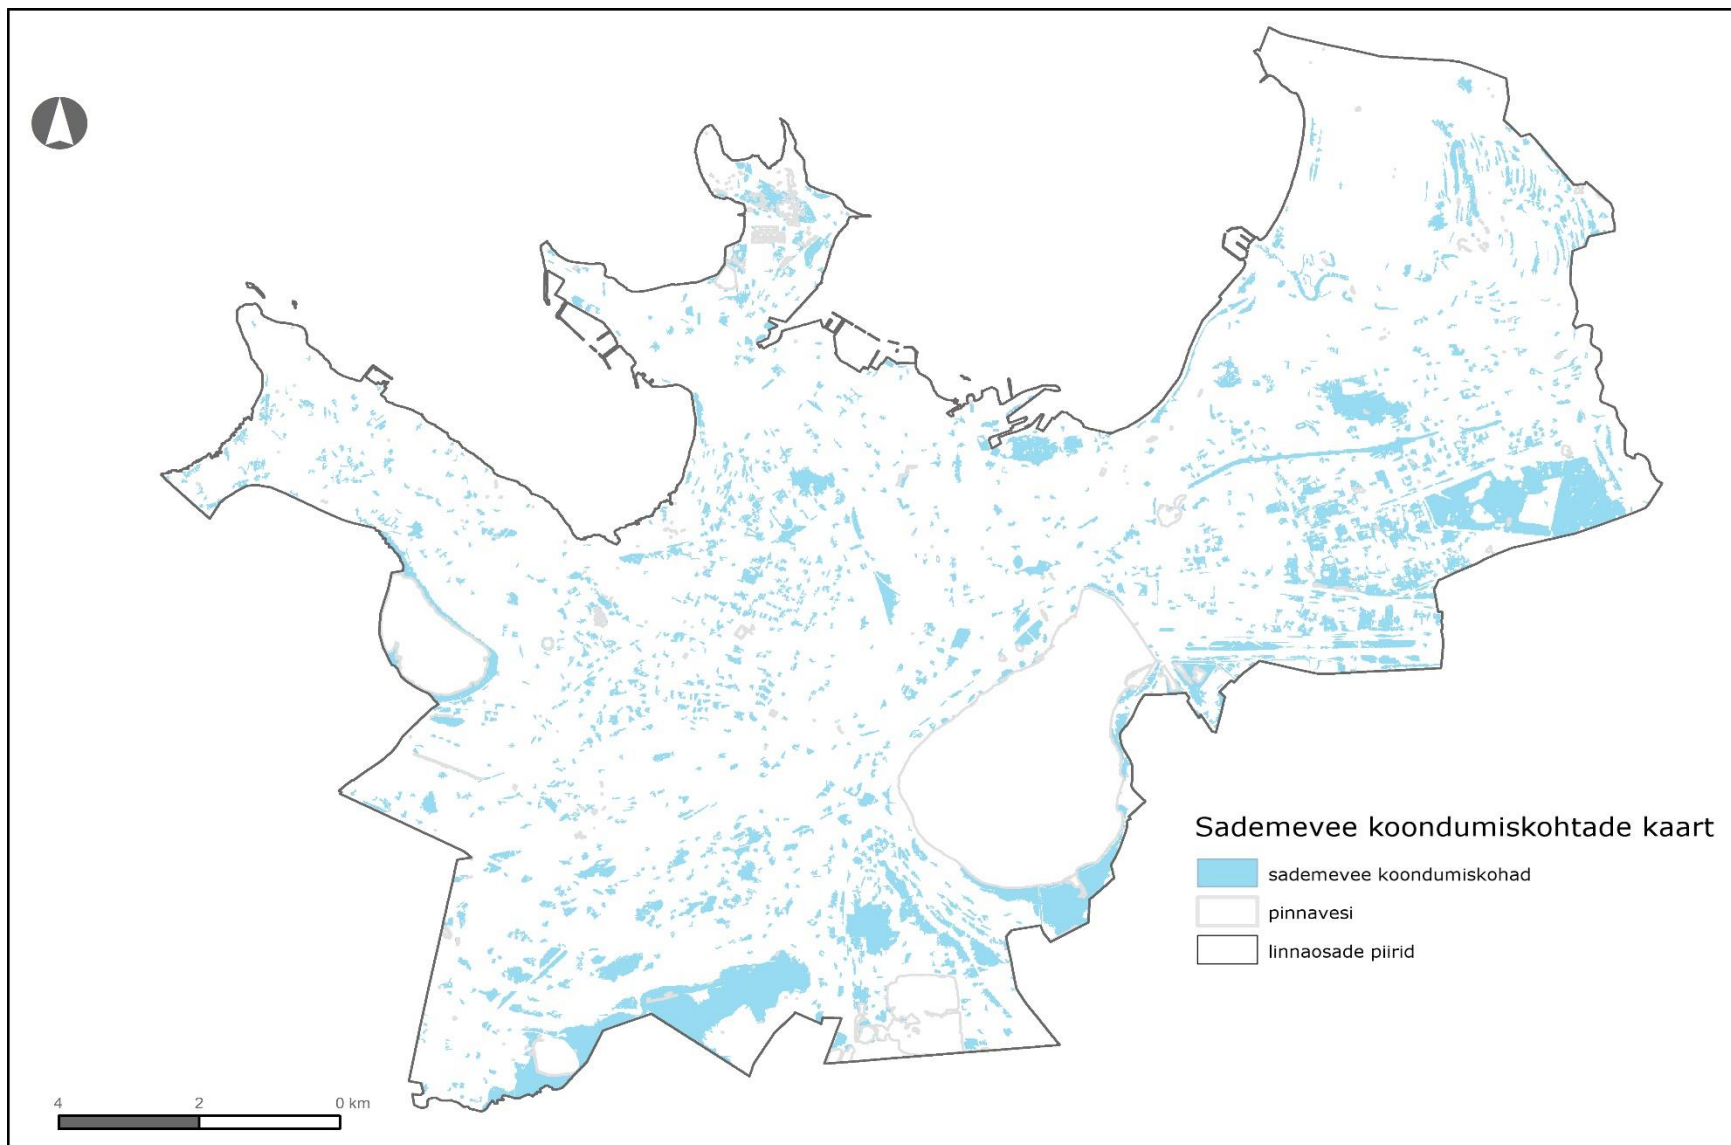 Sademevee koondumiskohtade kaart
sademevee koondumiskohad
pinnavesi
linnaosade piirid
4 2 0 km